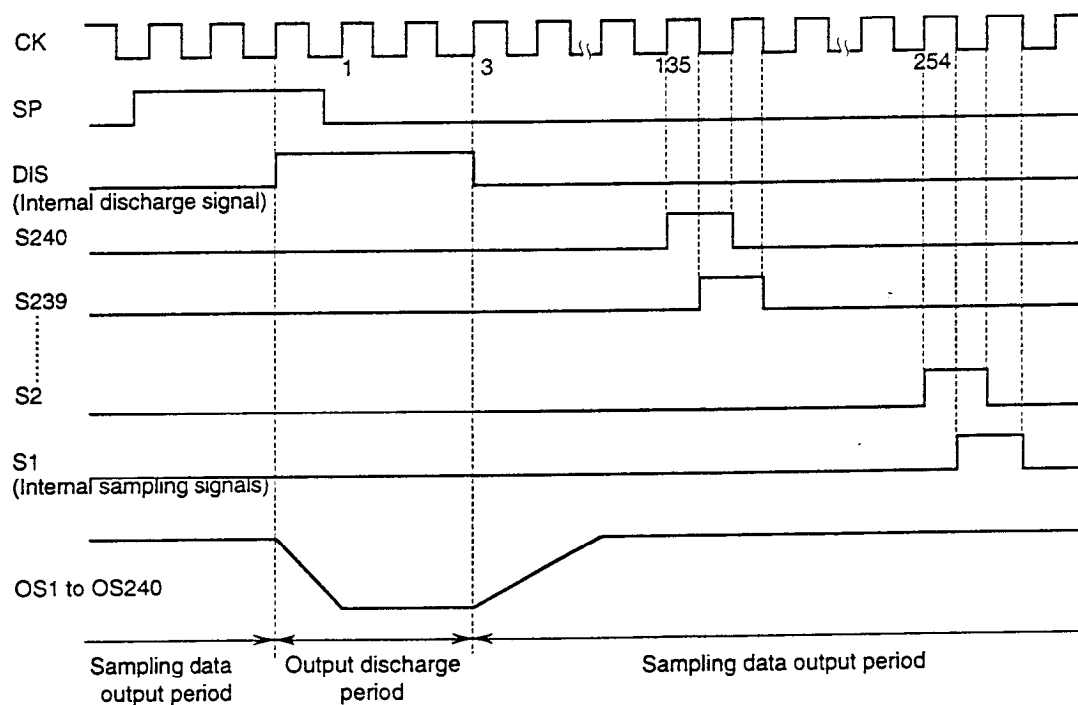 CK
1
3
135
254
SP
DIS
(Internal discharge signal)
S240
S239
S2
S1
(Internal sampling signals)
OS1 to OS240
Sampling data
output period
Output discharge
period
Sampling data output period